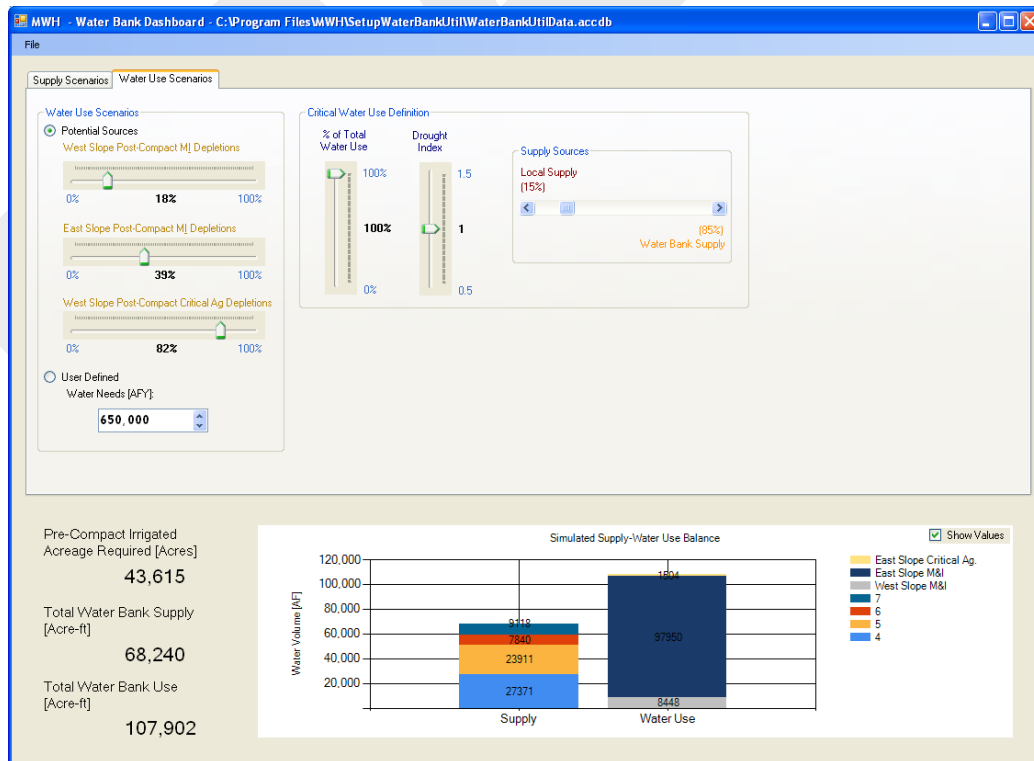 MWH - Water Bank Dashboard - C:\Program Files\MWH\SetupWaterBankUtil\WaterBankUtilData.accdb
File
Supply Scenarios
Water Use Scenarios
Water Use Scenarios
Potential Sources
West Slope Post-Compact MI Depletions
0%
18%
100%
East Slope Post-Compact MI Depletions
0%
39%
100%
West Slope Post-Compact Critical Ag Depletions
0%
82%
100%
User Defined
Water Needs [AFY]:
650,000
Critical Water Use Definition
% of Total
Water Use
100%
100%
0%
Drought
Index
1.5
1
0.5
Supply Sources
Local Supply
(15%)
(85%)
Water Bank Supply
Pre-Compact Irrigated
Acreage Required [Acres]
43,615
Total Water Bank Supply
[Acre-ft]
68,240
Total Water Bank Use
[Acre-ft]
107,902
Simulated Supply-Water Use Balance
Show Values
Water Volume [AF]
120,000
100,000
80,000
60,000
40,000
20,000
9118
7840
23911
27371
1504
97950
8448
Supply
Water Use
East Slope Critical Ag.
East Slope M&I
West Slope M&I
7
6
5
4